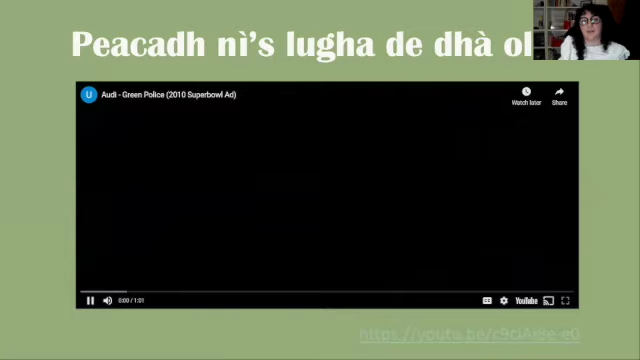 Peacadh nì's lugha de dhà ol
U
Audi - Green Police (2010 Superbowl Ad)
Watch later
Share
0:00 / 1:01
YouTube